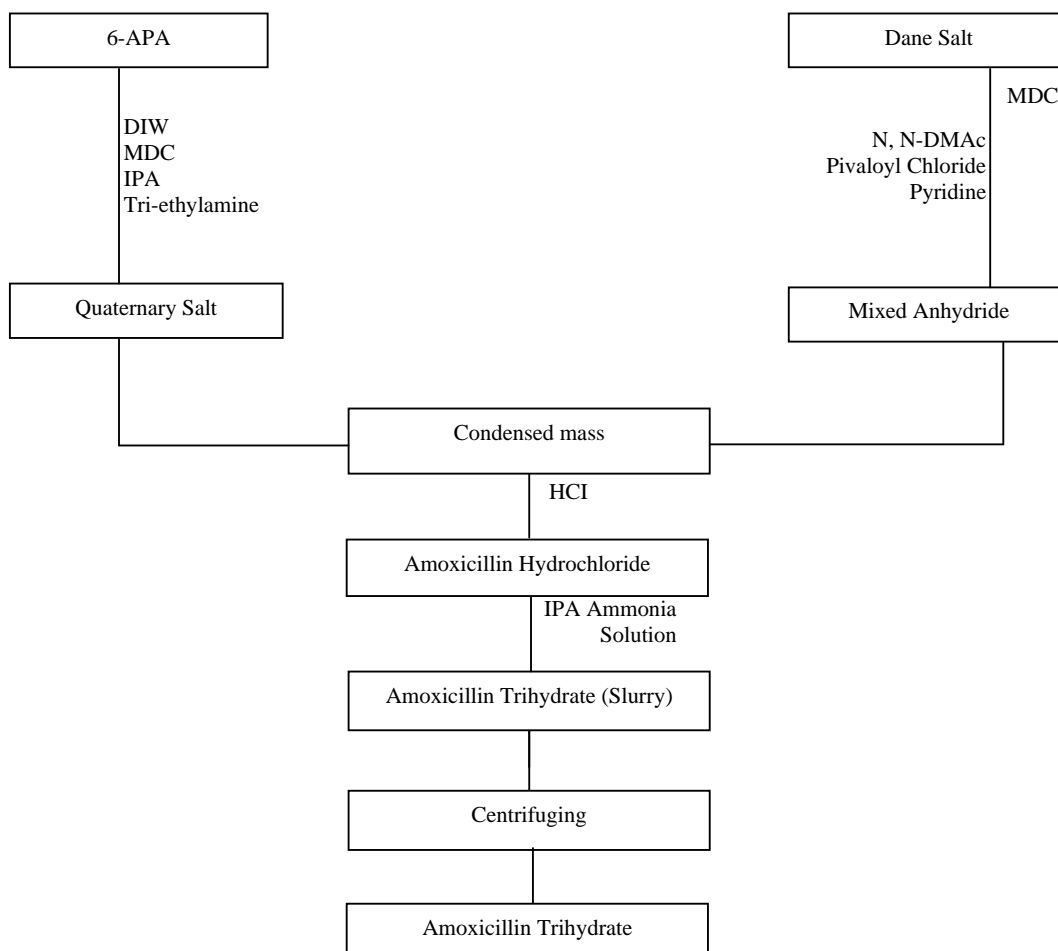 6-APA
Dane Salt
DIW
MDC
IPA
Tri-ethylamine
MDC
N, N-DMAc
Pivaloyl Chloride
Pyridine
Quaternary Salt
Mixed Anhydride
Condensed mass
HCI
Amoxicillin Hydrochloride
IPA Ammonia
Solution
Amoxicillin Trihydrate (Slurry)
Centrifuging
Amoxicillin Trihydrate